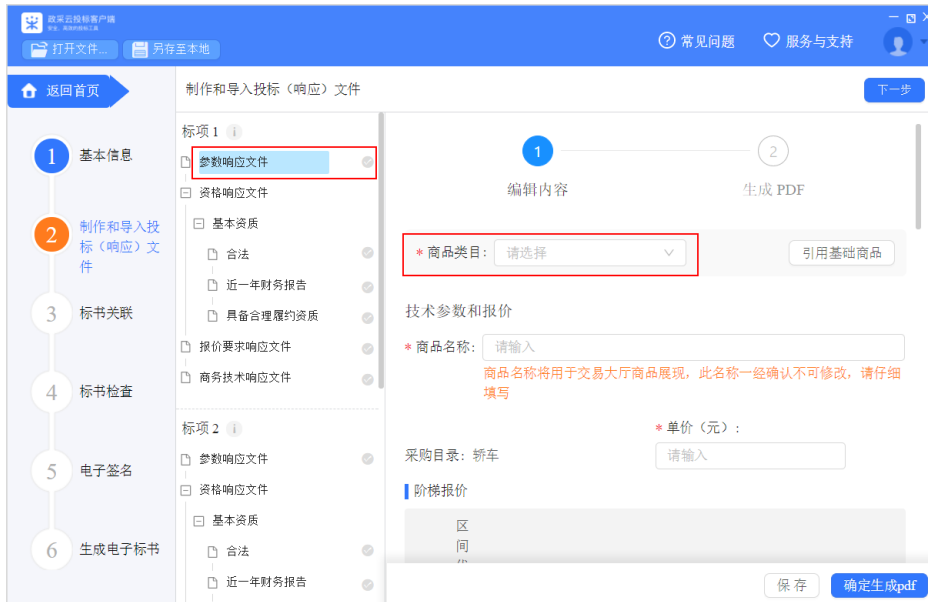 政采云投标客户端
安全、高效的投标工具
打开文件... 另存至本地
常见问题 服务与支持
返回首页
制作和导入投标（响应）文件
下一步
1 基本信息
2 制作和导入投
标（响应）文
件
3 标书关联
4 标书检查
5 电子签名
6 生成电子标书
标项 1
参数响应文件
资格响应文件
基本资质
合法
近一年财务报告
具备合理履约资质
报价要求响应文件
商务技术响应文件
标项 2
参数响应文件
资格响应文件
基本资质
合法
近一年财务报告
1 2
编辑内容 生成 PDF
* 商品类目: 请选择 引用基础商品
技术参数和报价
* 商品名称: 请输入
商品名称将用于交易大厅商品展现，此名称一经确认不可修改，请仔细
填写
* 单价（元）:
采购目录: 轿车 请输入
阶梯报价
区
间
保存 确定生成pdf